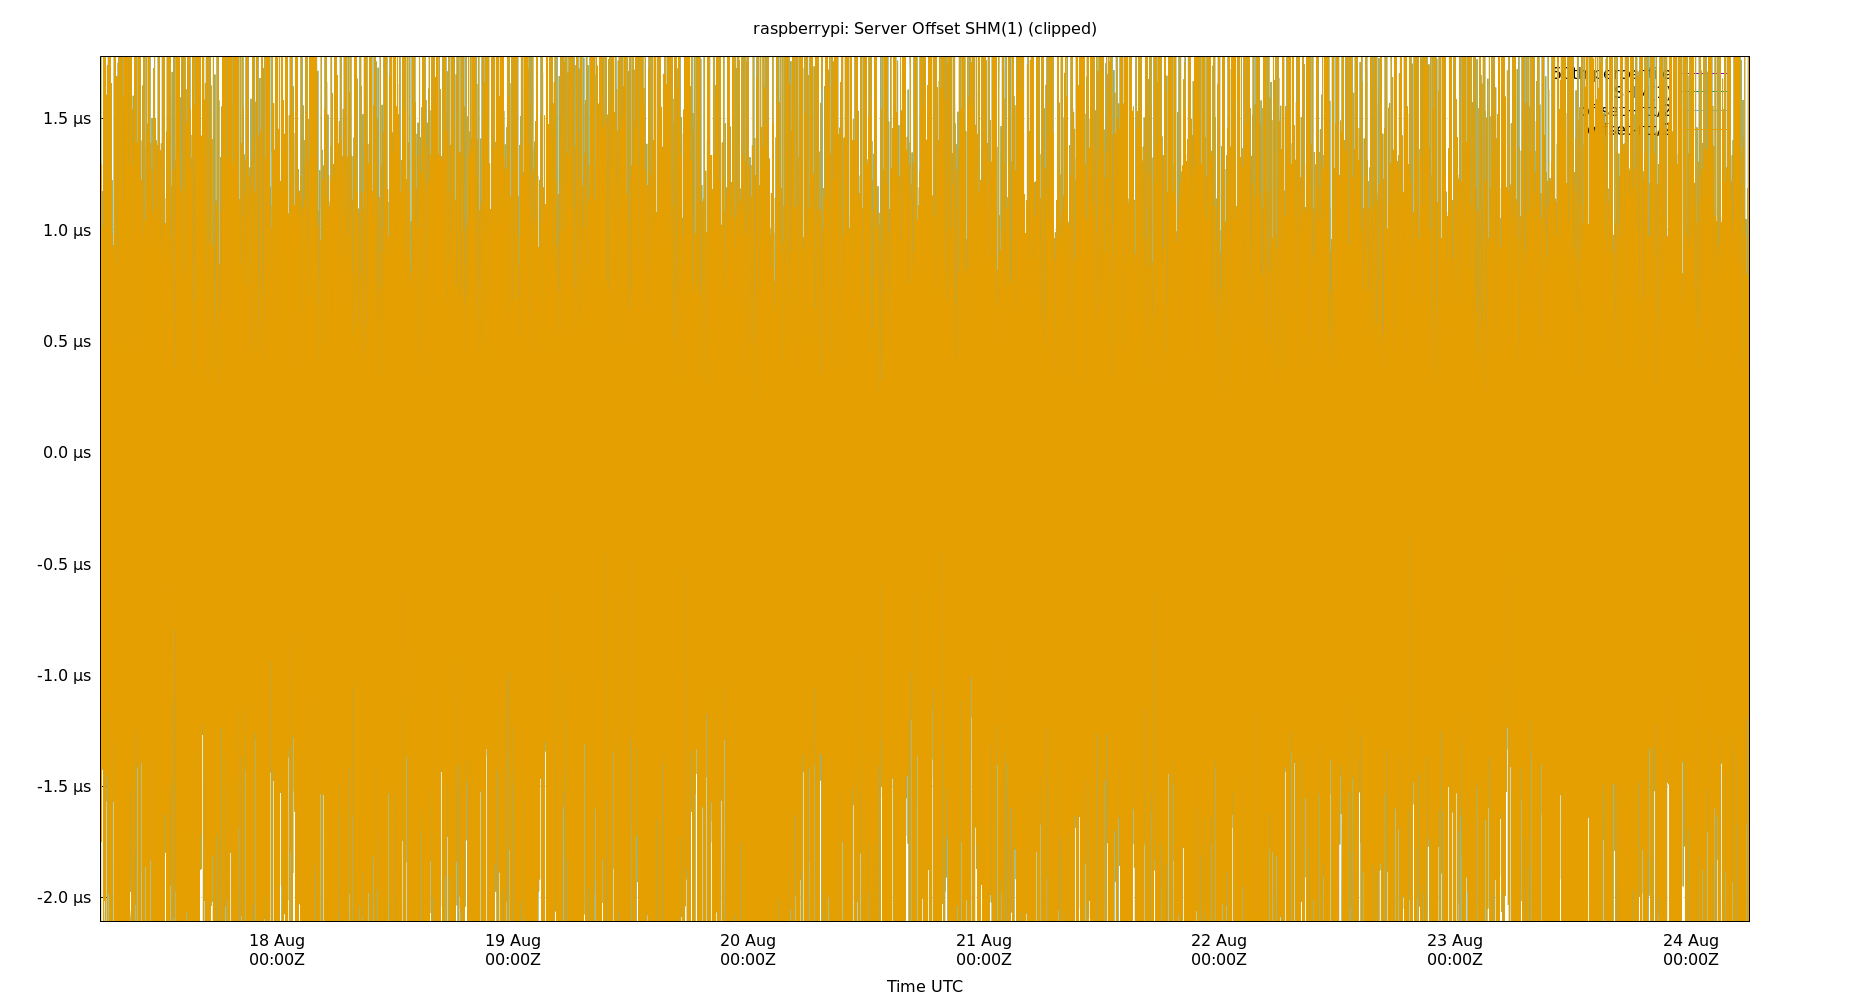 raspberrypi: Server Offset SHM(1) (clipped)
1.5 µs
1.0 µs
0.5 µs
0.0 µs
-0.5 µs
-1.0 µs
-1.5 µs
-2.0 µs
18 Aug 19 Aug 20 Aug 21 Aug 22 Aug 23 Aug 24 Aug
00:00Z 00:00Z 00:00Z 00:00Z 00:00Z 00:00Z 00:00Z
Time UTC